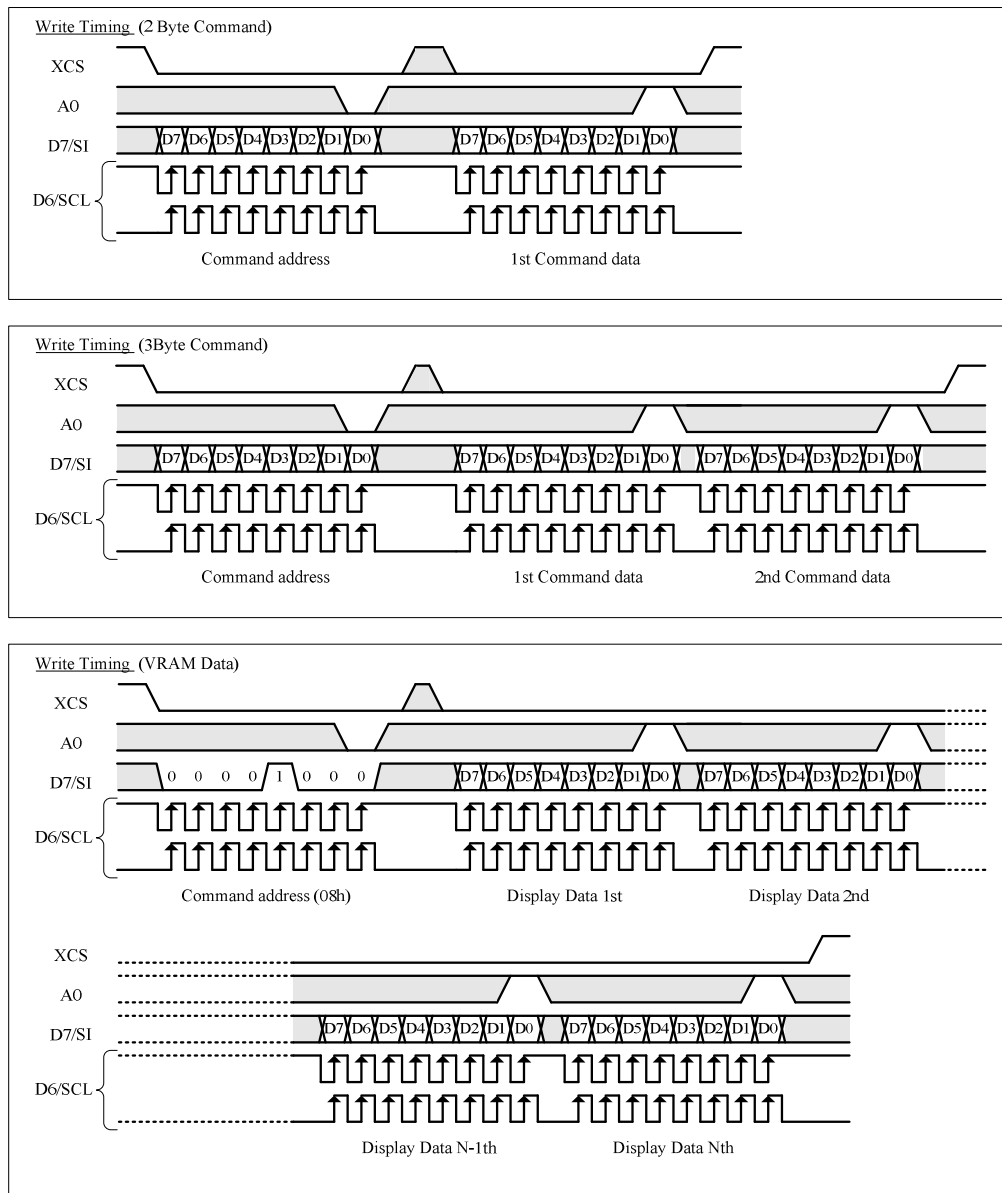 Write Timing (2 Byte Command)
XCS
A0
D7/SI D7 D6 D5 D4 D3 D2 D1 D0 D7 D6 D5 D4 D3 D2 D1 D0
D6/SCL
Command address 1st Command data
Write Timing (3Byte Command)
XCS
A0
D7/SI D7 D6 D5 D4 D3 D2 D1 D0 D7 D6 D5 D4 D3 D2 D1 D0 D7 D6 D5 D4 D3 D2 D1 D0
D6/SCL
Command address 1st Command data 2nd Command data
Write Timing (VRAM Data)
XCS
A0
D7/SI 0 0 0 0 1 0 0 0 D7 D6 D5 D4 D3 D2 D1 D0 D7 D6 D5 D4 D3 D2 D1 D0
D6/SCL
Command address (08h) Display Data 1st Display Data 2nd
XCS
A0
D7/SI D7 D6 D5 D4 D3 D2 D1 D0 D7 D6 D5 D4 D3 D2 D1 D0
D6/SCL
Display Data N-1th Display Data Nth